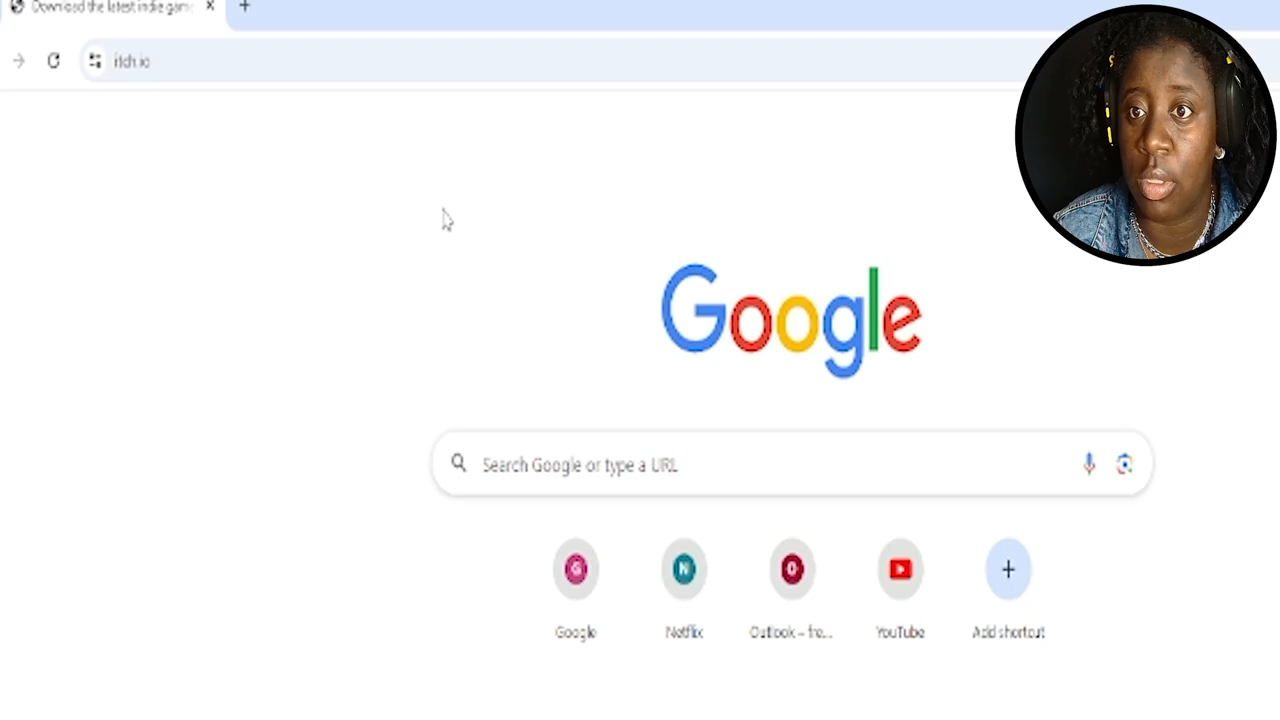 Download the latest indie game
itch.io
Google
Search Google or type a URL
G
N
O
Google
Netflix
Outlook – fre...
YouTube
Add shortcut